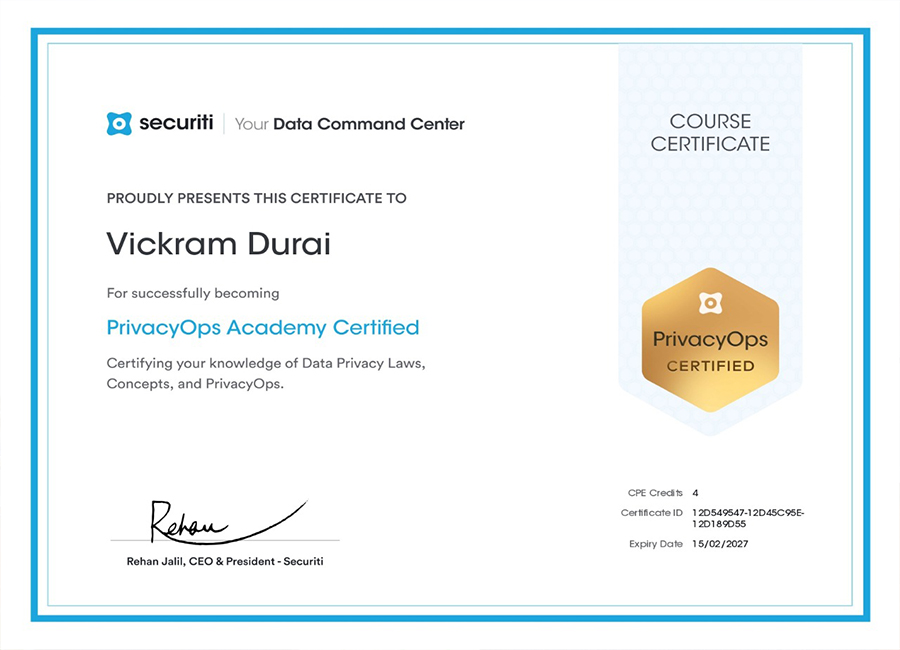 securiti
Your Data Command Center
COURSE
CERTIFICATE
PROUDLY PRESENTS THIS CERTIFICATE TO
Vickram Durai
For successfully becoming
PrivacyOps Academy Certified
Certifying your knowledge of Data Privacy Laws,
Concepts, and PrivacyOps.
PrivacyOps
CERTIFIED
Rehan
Rehan Jalil, CEO & President - Securiti
CPE Credits 4
Certificate ID 12D549547-12D45C95E-
12D189D55
Expiry Date 15/02/2027